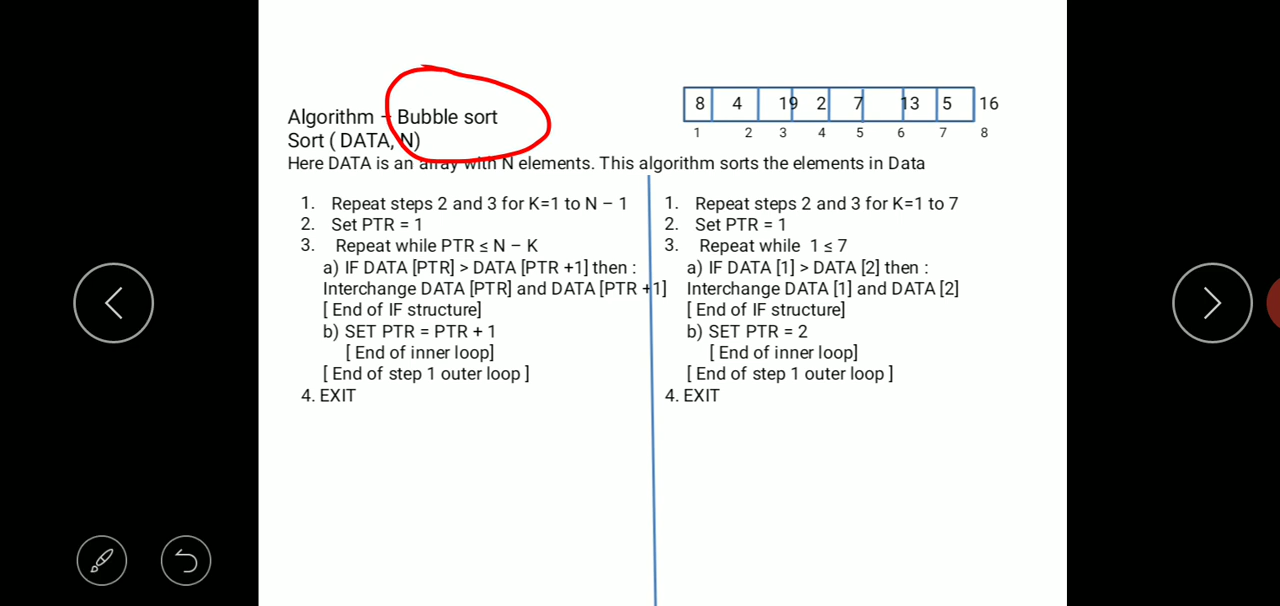 8 4 19 2 7 13 5 16
1 2 3 4 5 6 7 8
Algorithm – Bubble sort
Sort ( DATA, N)
Here DATA is an array with N elements. This algorithm sorts the elements in Data
1. Repeat steps 2 and 3 for K=1 to N – 1
2. Set PTR = 1
3. Repeat while PTR ≤ N – K
a) IF DATA [PTR] > DATA [PTR +1] then :
Interchange DATA [PTR] and DATA [PTR +1]
[ End of IF structure]
b) SET PTR = PTR + 1
[ End of inner loop]
[ End of step 1 outer loop ]
4. EXIT
1. Repeat steps 2 and 3 for K=1 to 7
2. Set PTR = 1
3. Repeat while 1 ≤ 7
a) IF DATA [1] > DATA [2] then :
Interchange DATA [1] and DATA [2]
[ End of IF structure]
b) SET PTR = 2
[ End of inner loop]
[ End of step 1 outer loop ]
4. EXIT